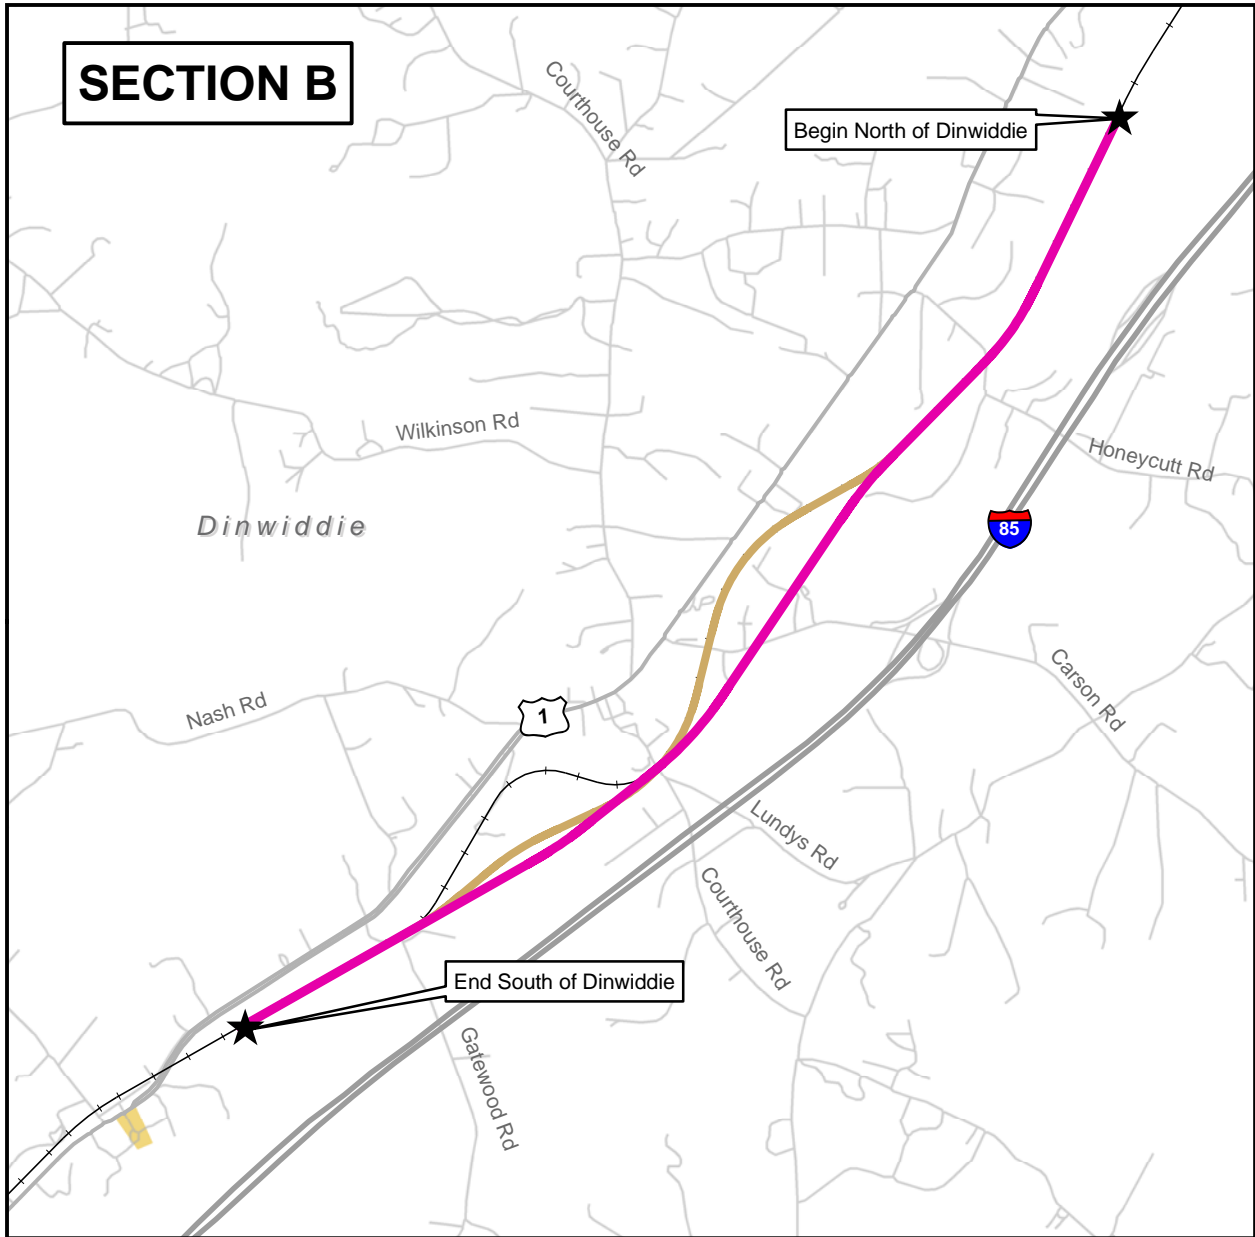 SECTION B
Courthouse Rd
Begin North of Dinwiddie
Wilkinson Rd
Honeycutt Rd
Dinwiddie
85
Carson Rd
Nash Rd
1
Lundys Rd
Courthouse Rd
End South of Dinwiddie
Gatewood Rd